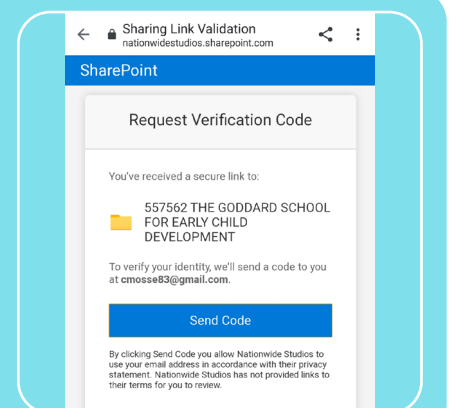 Sharing Link Validation
nationwidestudios.sharepoint.com
SharePoint
Request Verification Code
You've received a secure link to:
557562 THE GODDARD SCHOOL
FOR EARLY CHILD
DEVELOPMENT
To verify your identity, we'll send a code to you
at cmosse83@gmail.com.
Send Code
By clicking Send Code you allow Nationwide Studios to
use your email address in accordance with their privacy
statement. Nationwide Studios has not provided links to
their terms for you to review.